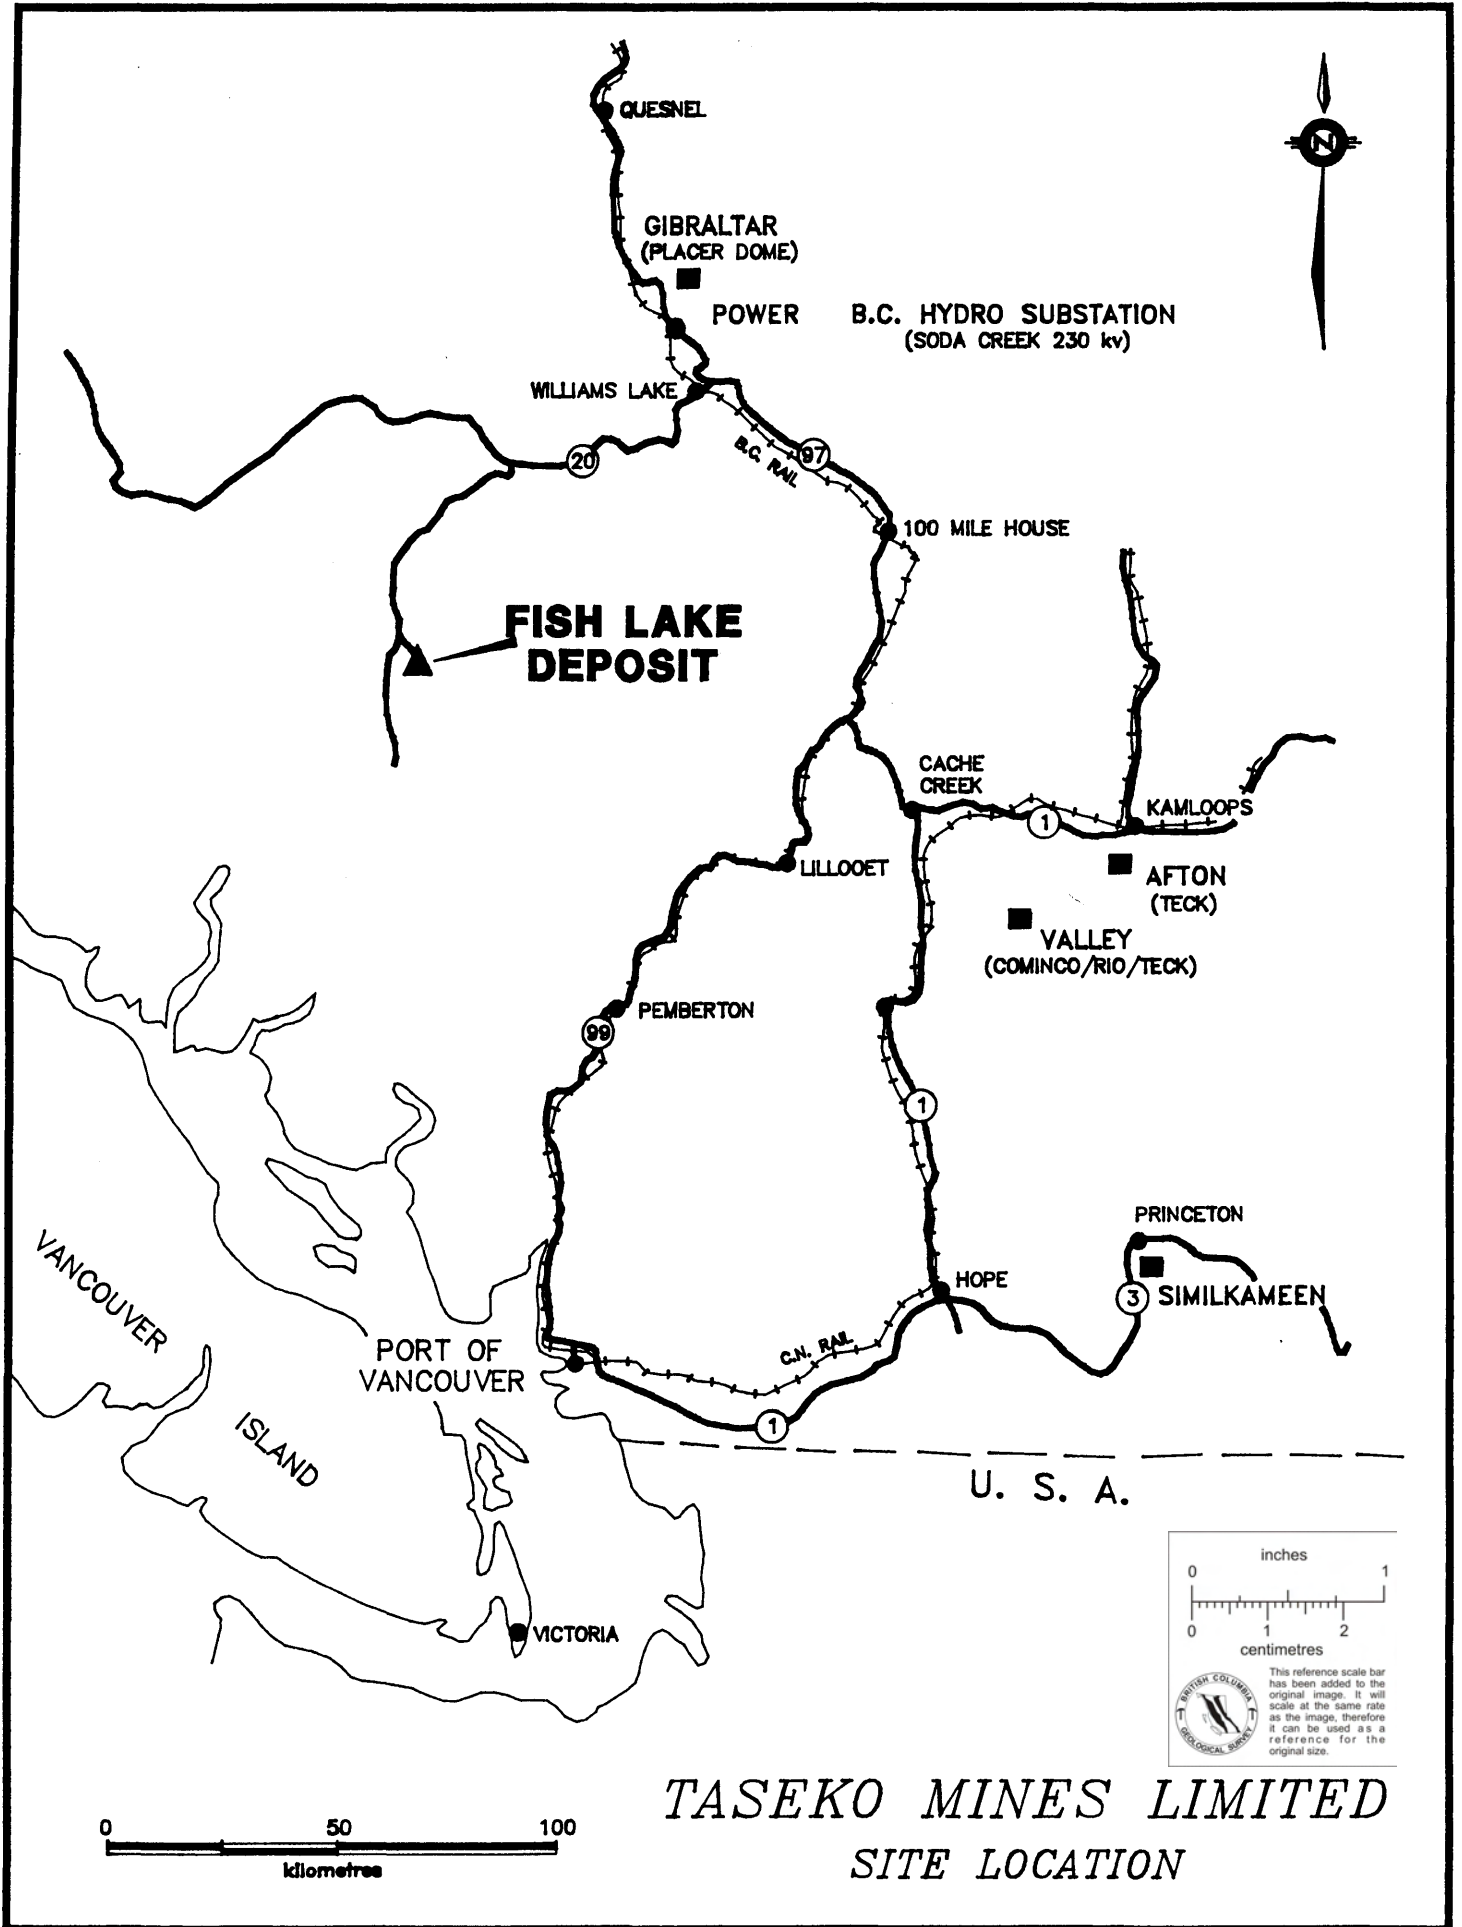 QUESNEL
N
GIBRALTAR
(PLACER DOME)
POWER
B.C. HYDRO SUBSTATION
(SODA CREEK 230 kv)
WILLIAMS LAKE
20
B.C. RAIL
97
100 MILE HOUSE
FISH LAKE
DEPOSIT
CACHE
CREEK
KAMLOOPS
1
LILLOOET
AFTON
(TECK)
VALLEY
(COMINCO/RIO/TECK)
PEMBERTON
99
1
PRINCETON
VANCOUVER
HOPE
3
SIMILKAMEEN
PORT OF
VANCOUVER
C.N. RAIL
1
ISLAND
U. S. A.
inches
0 1
0 1 2
centimetres
VICTORIA
This reference scale bar
has been added to the
original image. It will
scale at the same rate
as the image, therefore
it can be used as a
reference for the
original size.
BRITISH COLUMBIA
GEOLOGICAL SURVEY
TASEKO MINES LIMITED
SITE LOCATION
0 50 100
kilometres